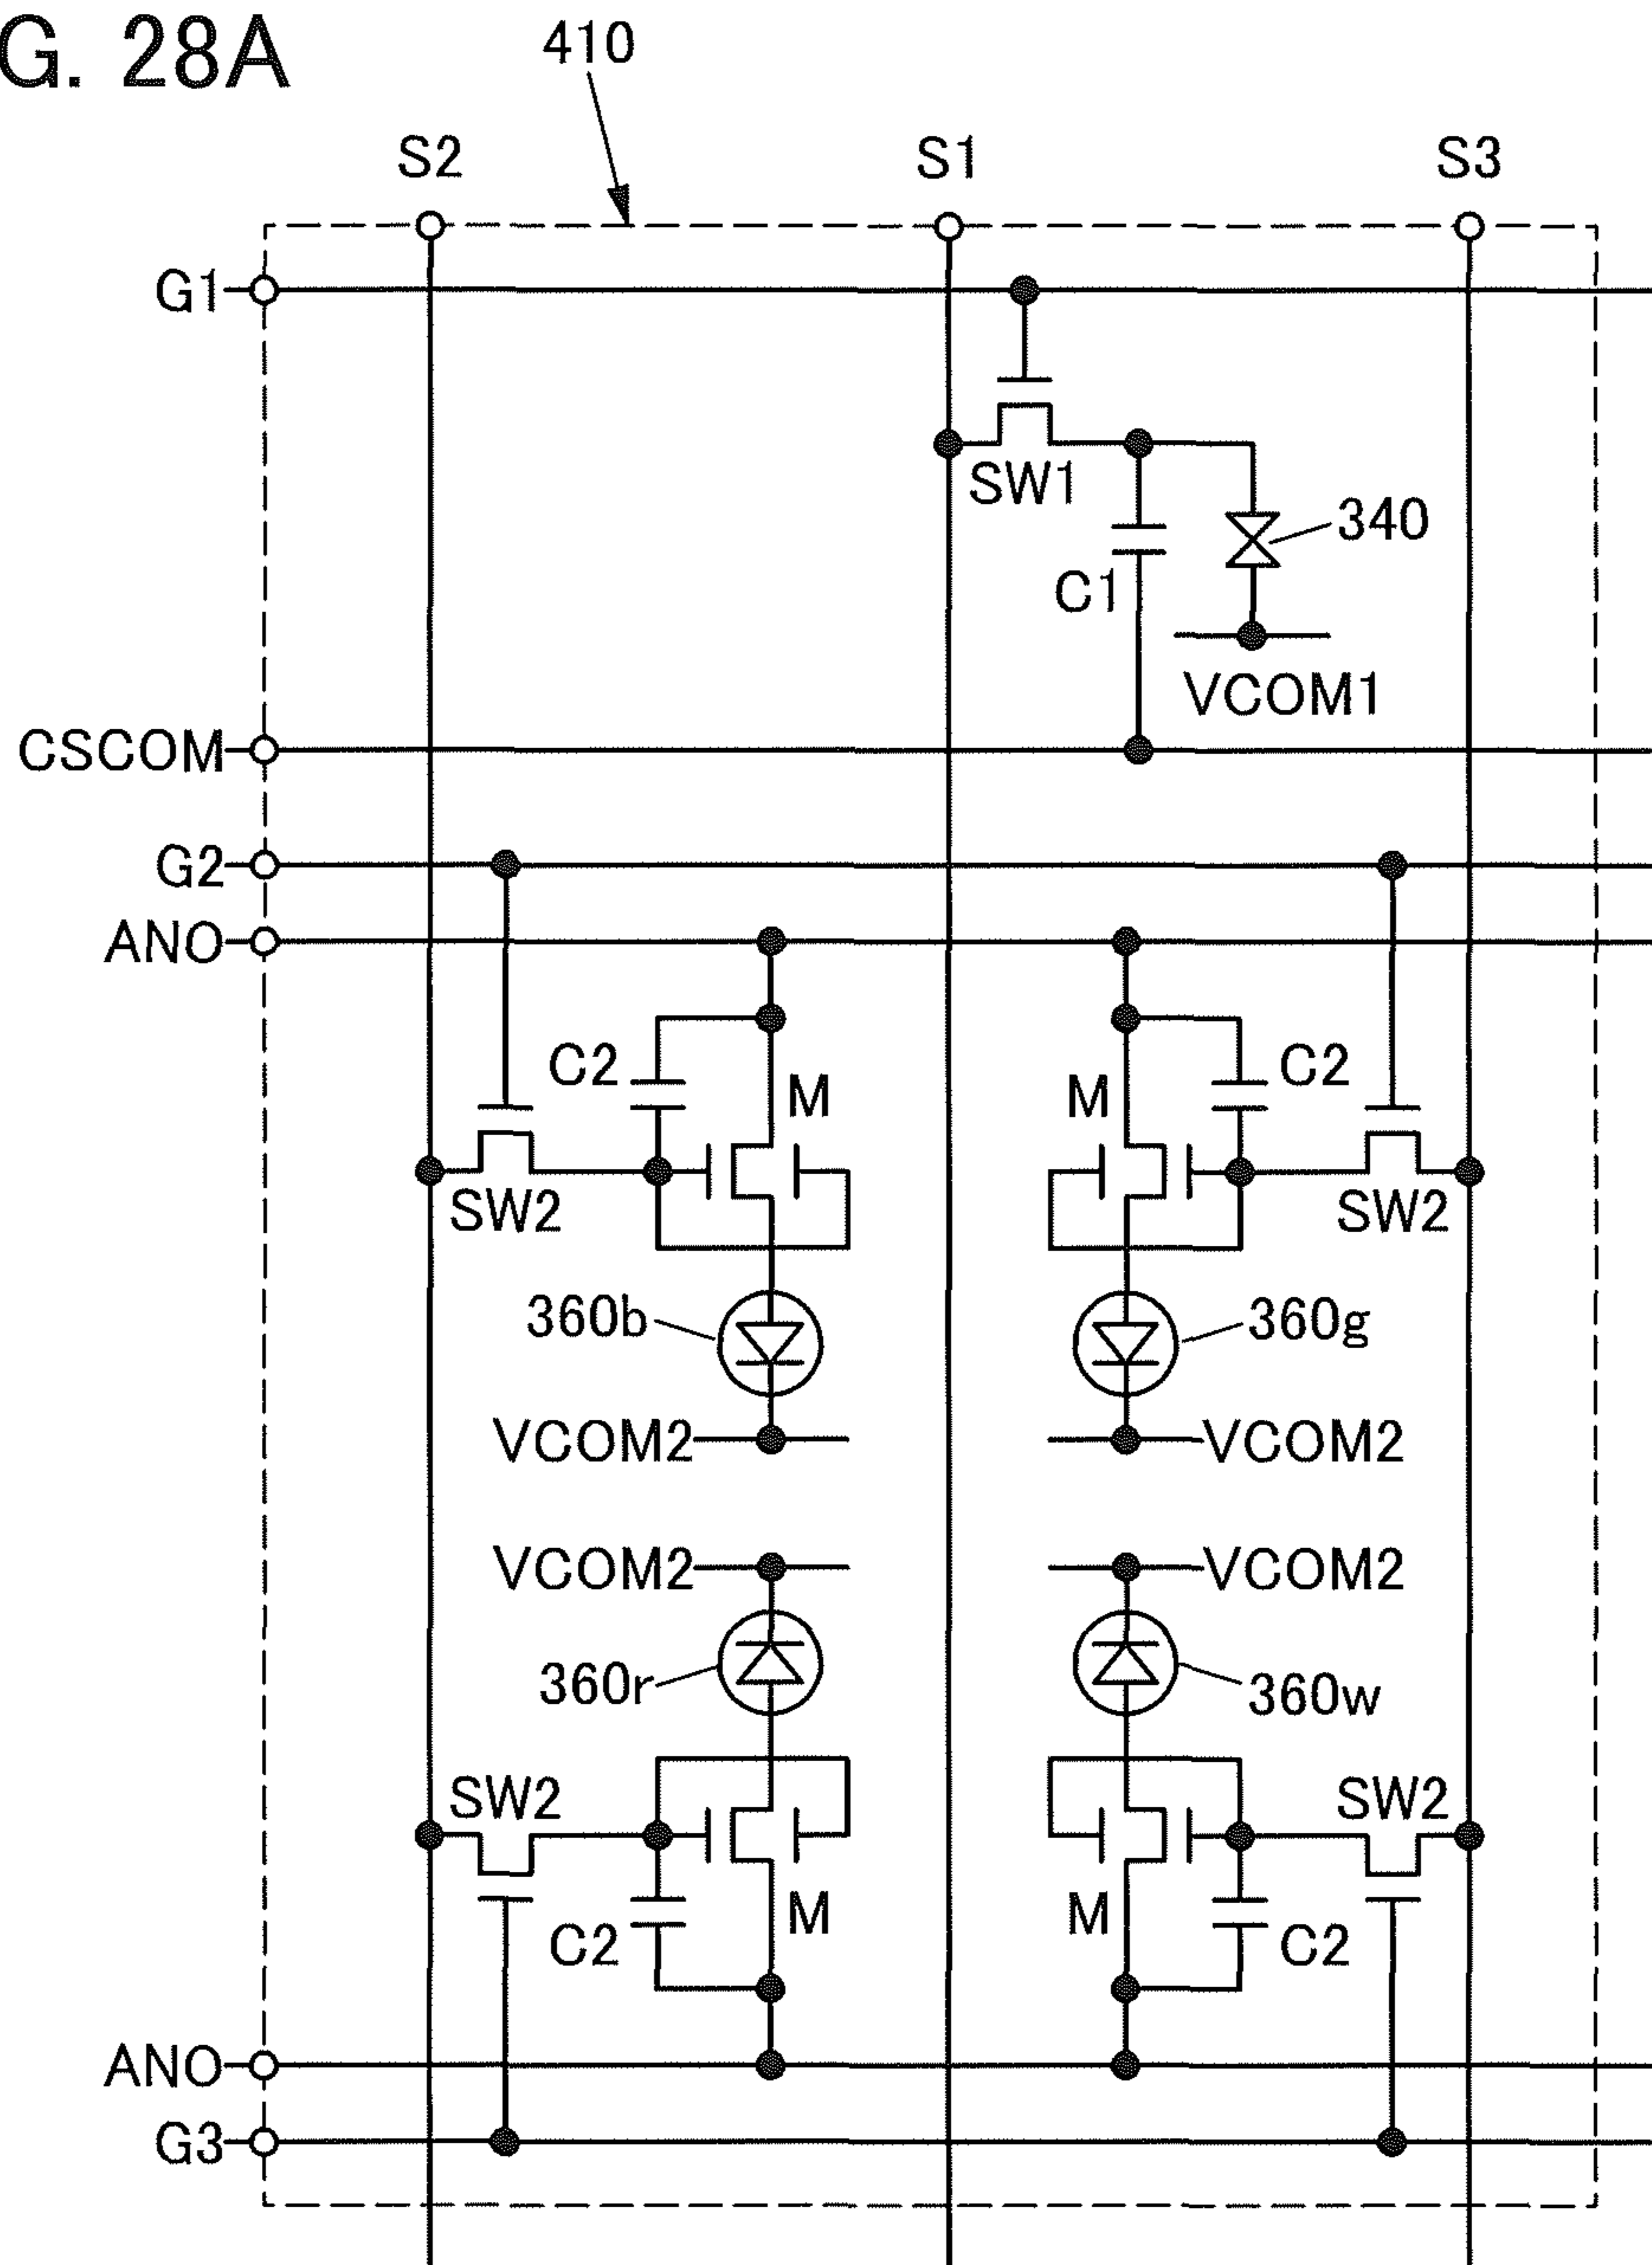 G. 28A
410
S2 S1 S3
G1
SW1
340
C1
VCOM1
CSCOM
G2
ANO
C2 M M C2
SW2 SW2
360b 360g
VCOM2 VCOM2
VCOM2 VCOM2
360r 360w
SW2 SW2
C2 M M C2
ANO
G3